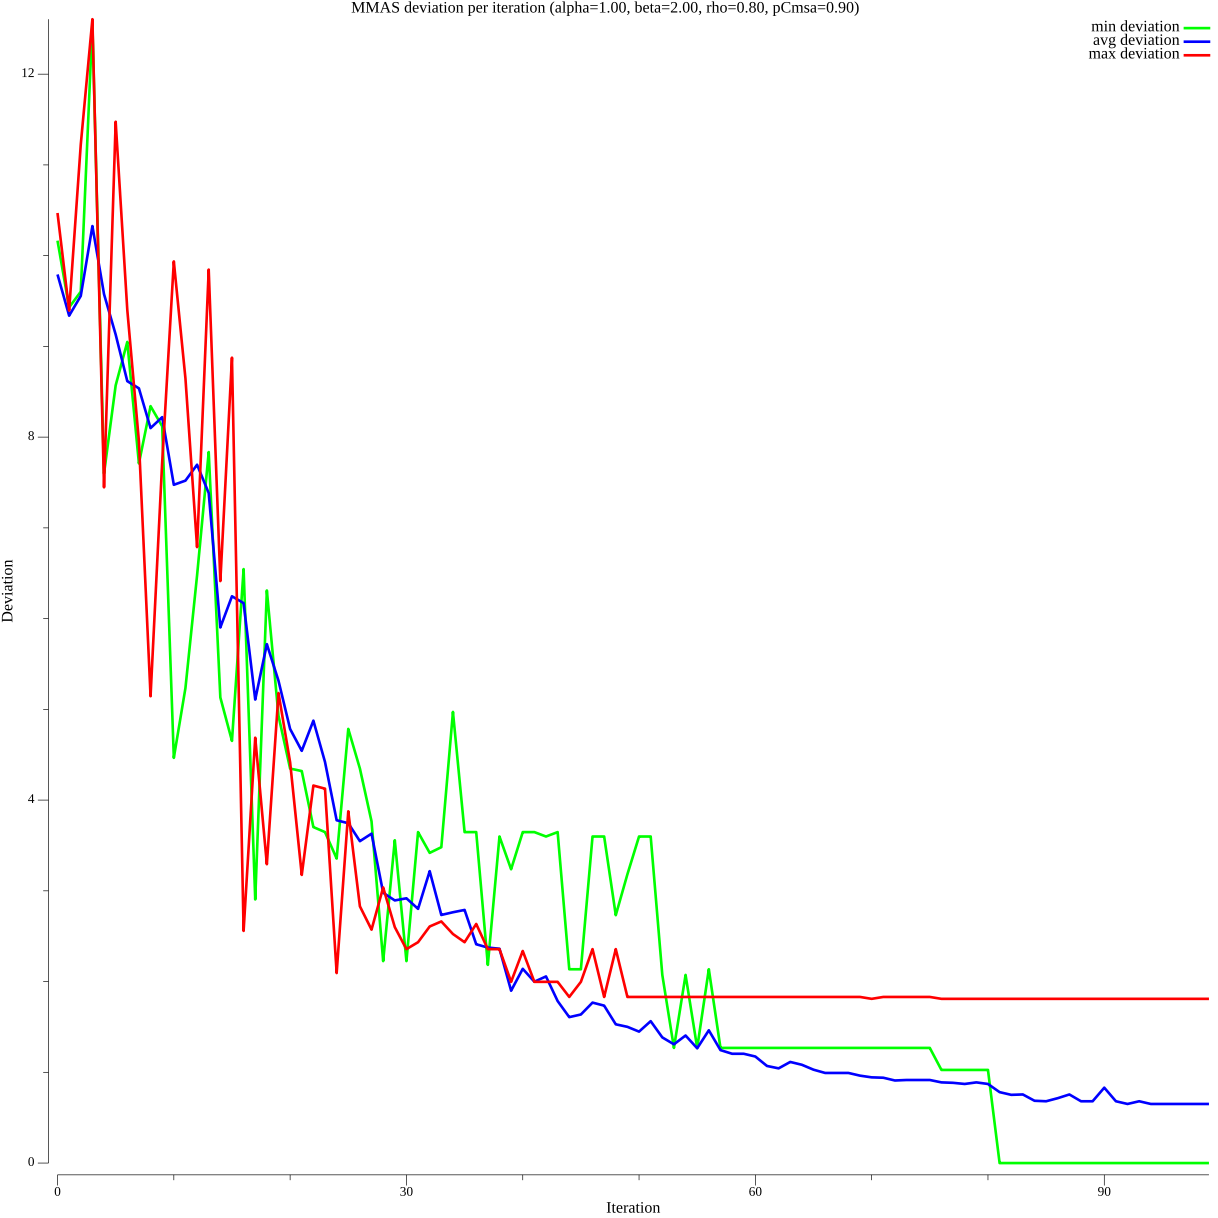 MMAS deviation per iteration (alpha=1.00, beta=2.00, rho=0.80, pCmsa=0.90)
min deviation
avg deviation
max deviation
12
8
4
0
Deviation
0
30
60
90
Iteration